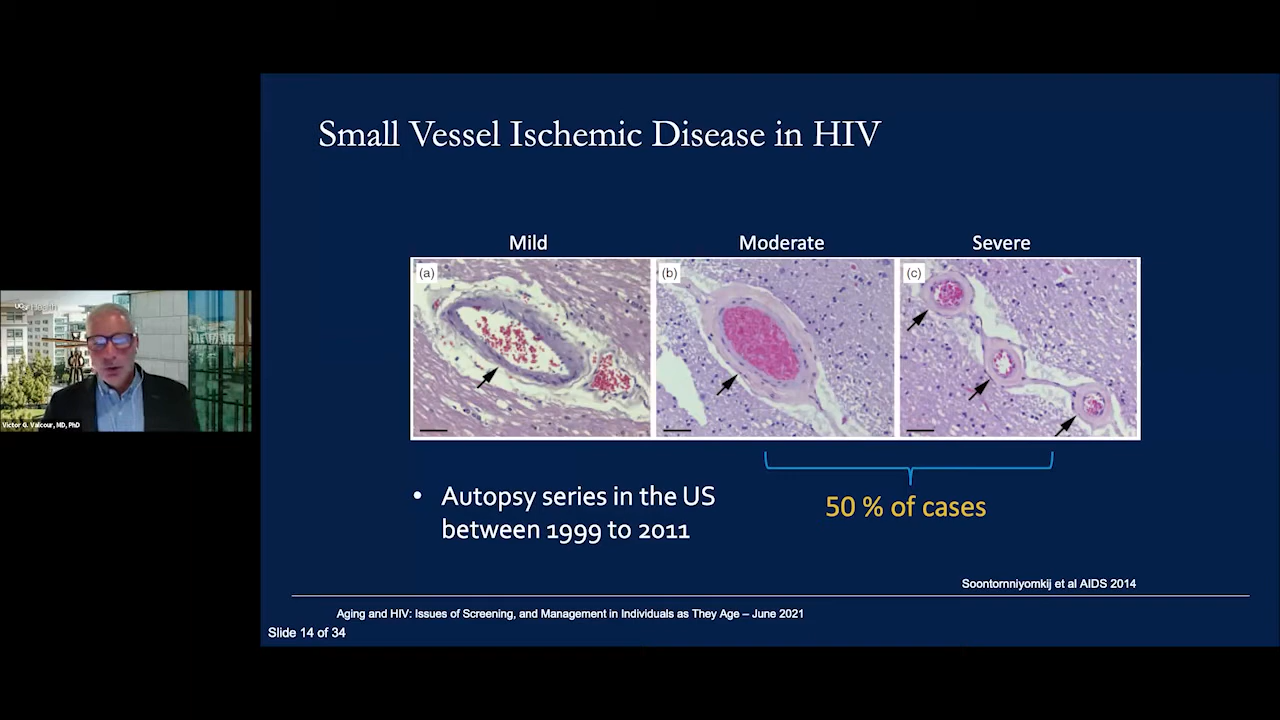 Small Vessel Ischemic Disease in HIV
Mild
Moderate
Severe
(a)
(b)
(c)
UCSF Health
Victor G. Valcour, MD, PhD
• Autopsy series in the US
between 1999 to 2011
50 % of cases
Soontornniyomkij et al AIDS 2014
Aging and HIV: Issues of Screening, and Management in Individuals as They Age – June 2021
Slide 14 of 34